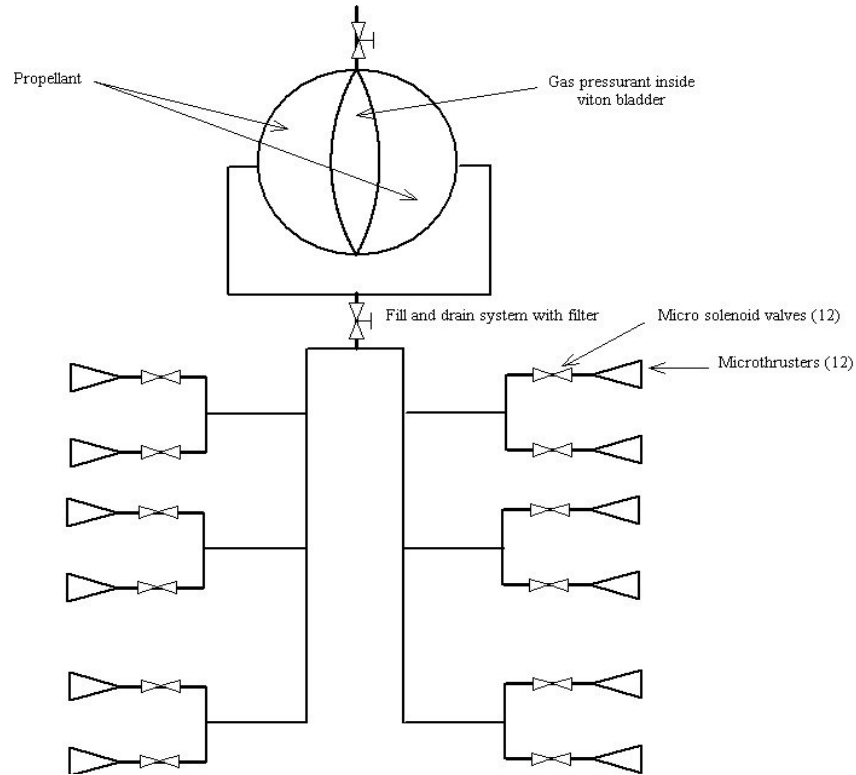 Propellant
Gas pressurant inside
viton bladder
Fill and drain system with filter
Micro solenoid valves (12)
Microthrusters (12)